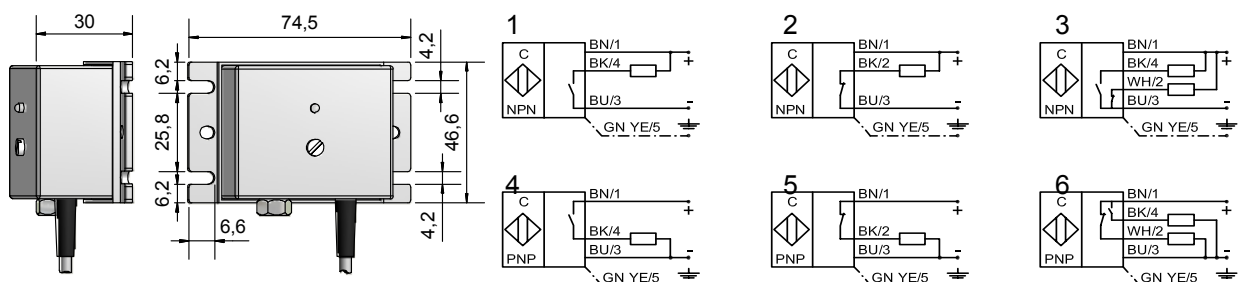 30
74,5
4,2
6,2
25,8
6,2
6,6
46,6
4,2
1
C
NPN
BN/1
BK/4
BU/3
GN YE/5
+
-
2
C
NPN
BN/1
BK/2
BU/3
GN YE/5
+
-
3
C
NPN
BN/1
BK/4
WH/2
BU/3
GN YE/5
+
-
4
C
PNP
BN/1
BK/4
BU/3
GN YE/5
+
-
5
C
PNP
BN/1
BK/2
BU/3
GN YE/5
+
-
6
C
PNP
BN/1
BK/4
WH/2
BU/3
GN YE/5
+
-